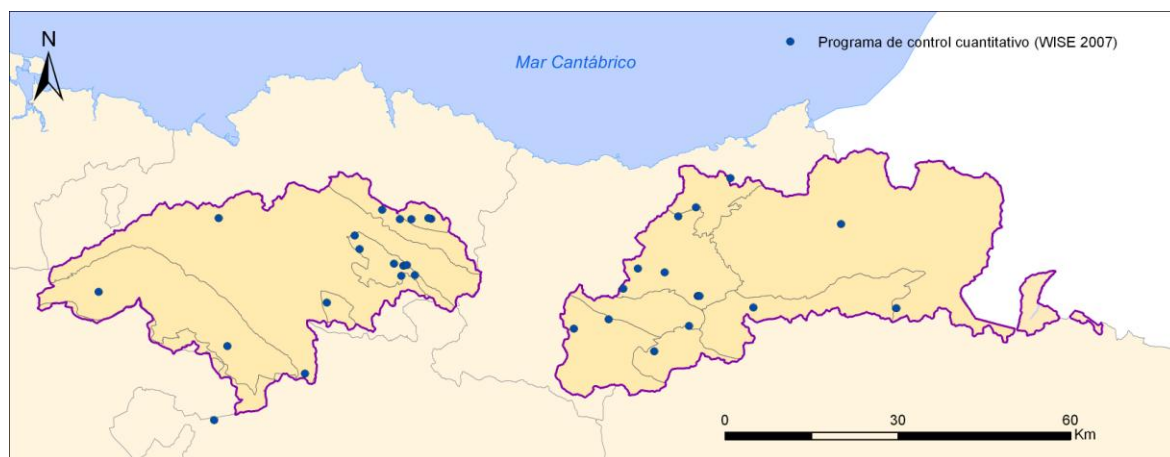 N
Programa de control cuantitativo (WISE 2007)
Mar Cantábrico
0 30 60
Km